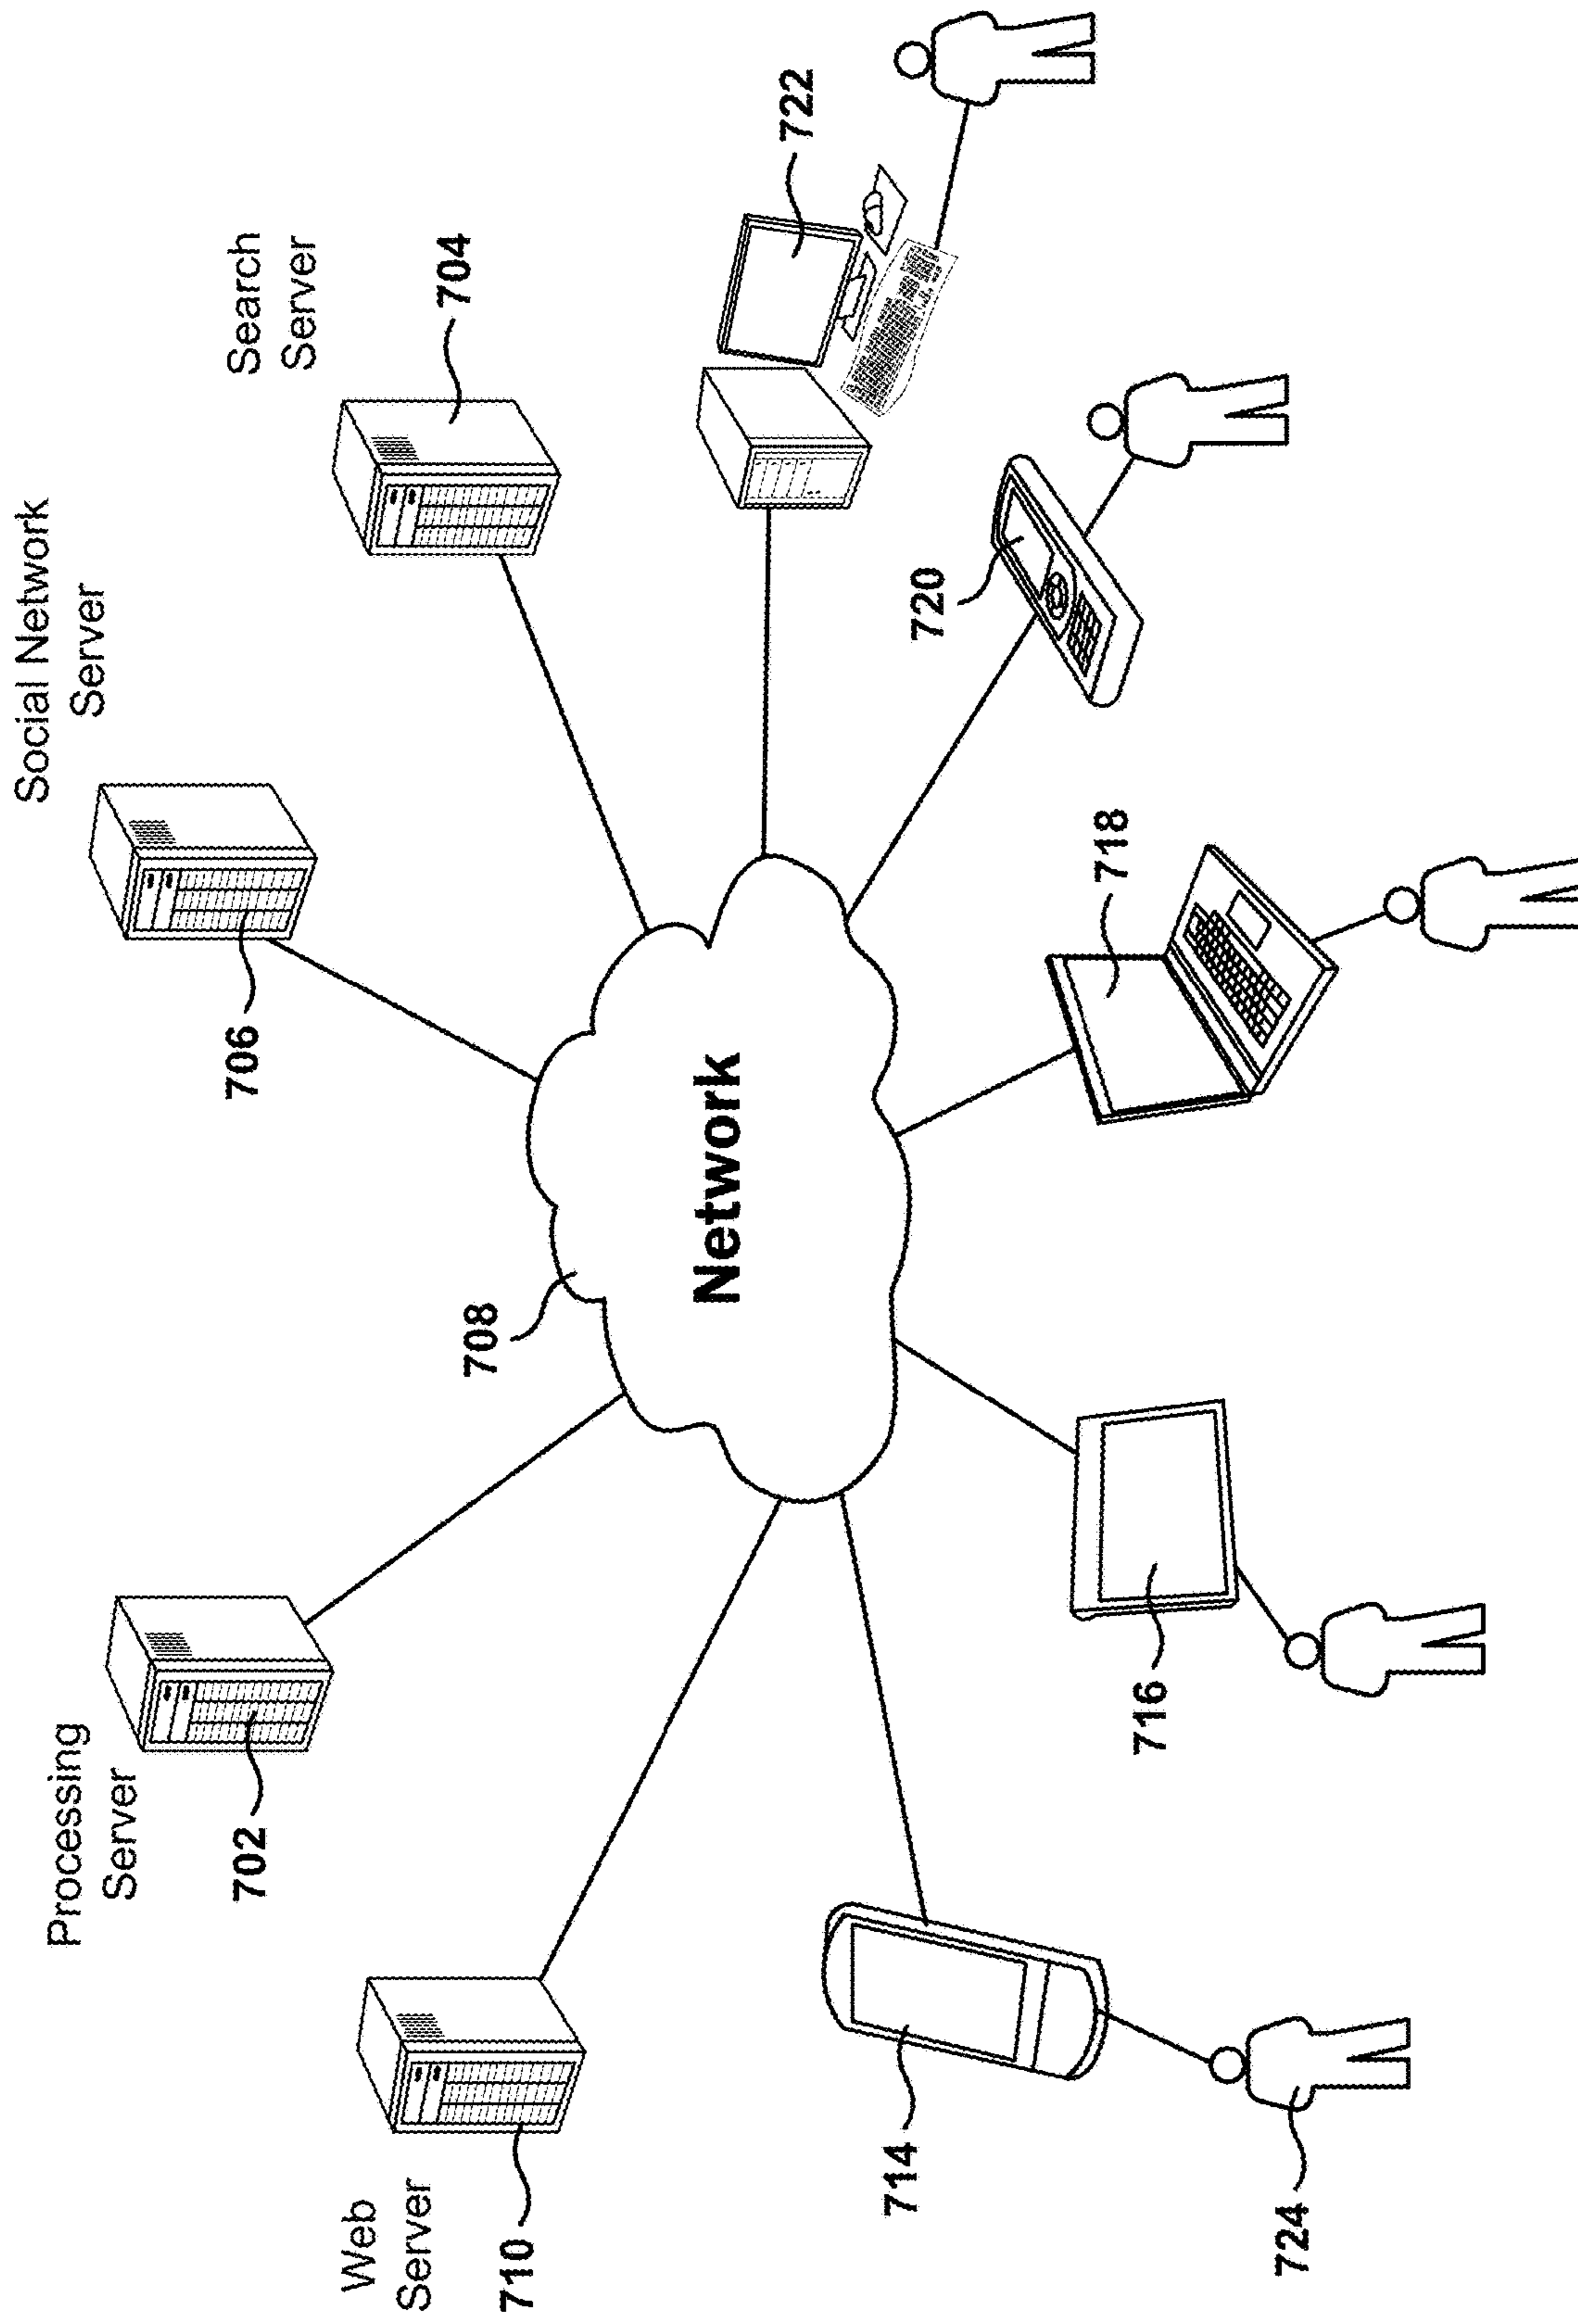 Social Network
Server
Processing
Server
Search
Server
Web
Server
706
702
704
710
708
Network
722
720
718
714
716
724